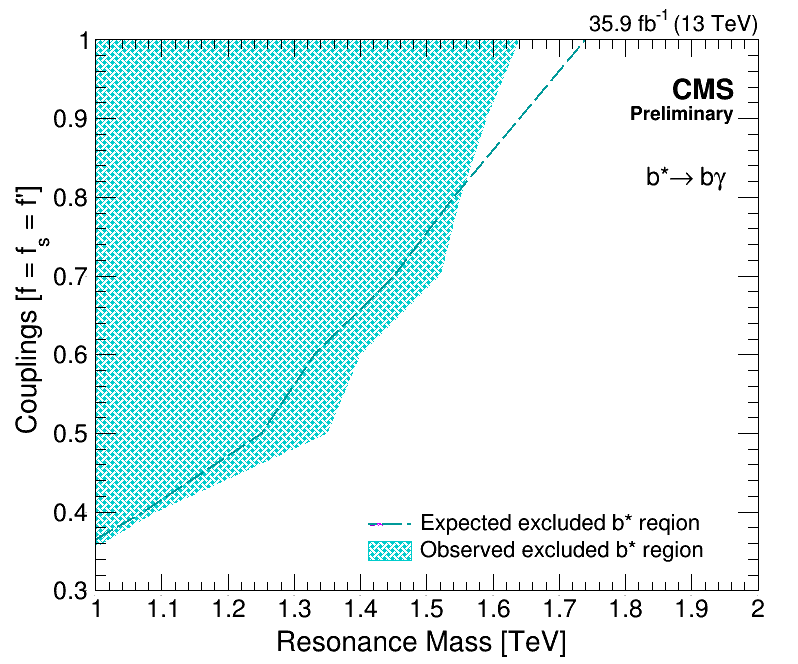 35.9 fb⁻¹ (13 TeV)
CMS
Preliminary
b*→ bγ
Couplings [f = fₛ = f']
1
0.9
0.8
0.7
0.6
0.5
0.4
0.3
Expected excluded b* reqion
Observed excluded b* region
1 1.1 1.2 1.3 1.4 1.5 1.6 1.7 1.8 1.9 2
Resonance Mass [TeV]